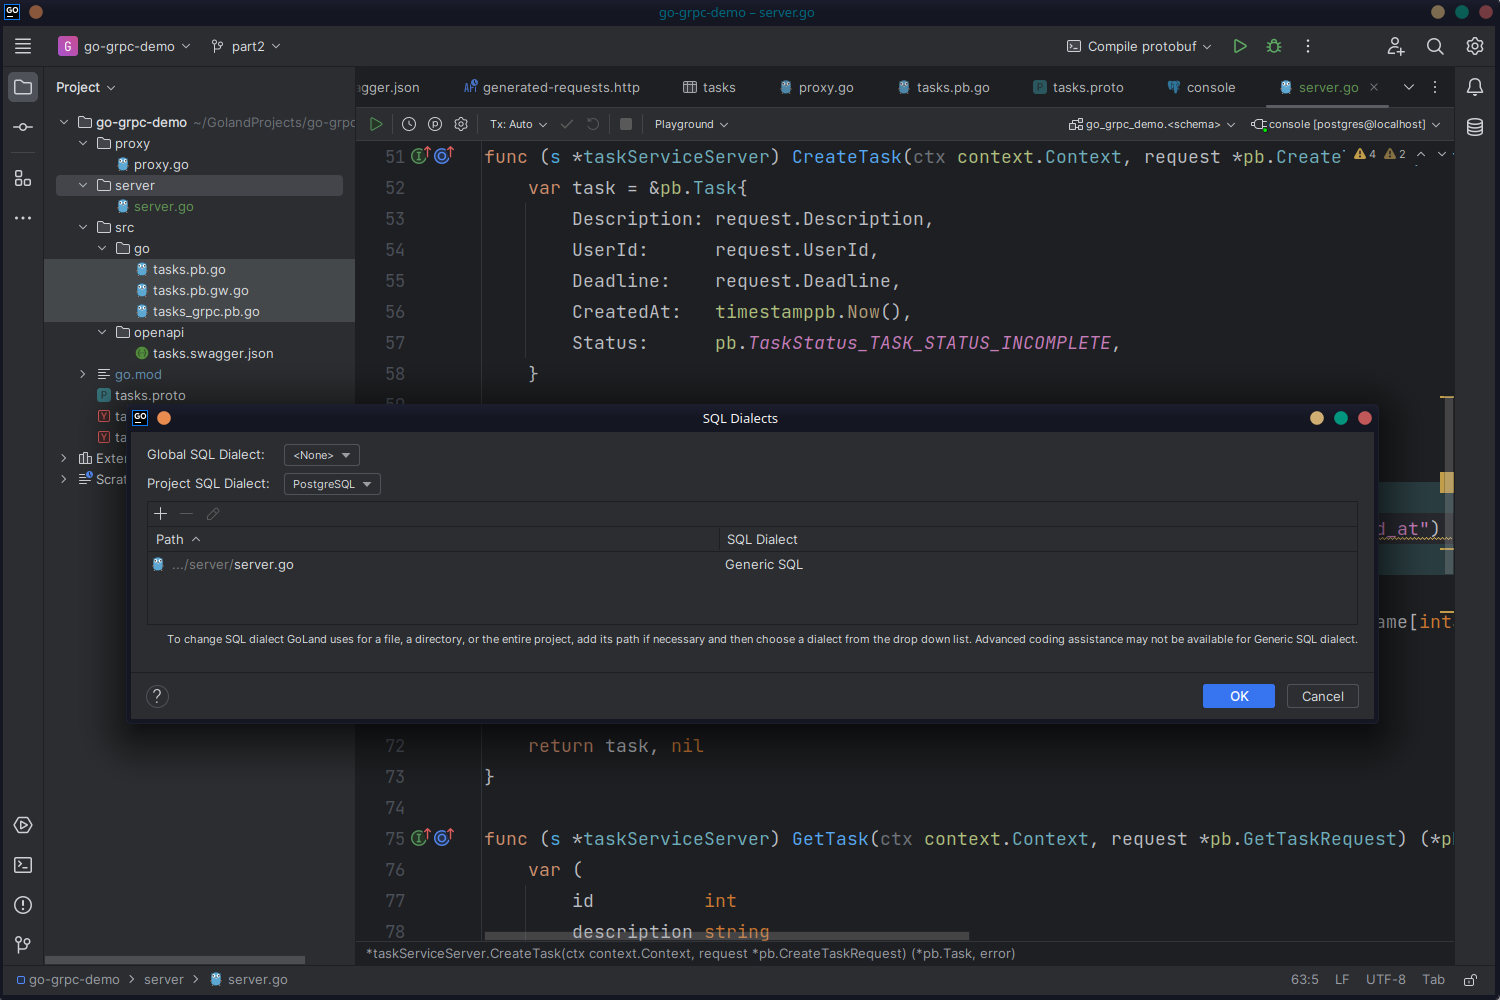 GO
go-grpc-demo – server.go
G go-grpc-demo
part2
Compile protobuf
Project
gger.json
API generated-requests.http
tasks
proxy.go
tasks.pb.go
P tasks.proto
console
server.go
Tx: Auto
Playground
go_grpc_demo.<schema>
console [postgres@localhost]
go-grpc-demo ~/GolandProjects/go-grpc
proxy
proxy.go
server
server.go
src
go
tasks.pb.go
tasks.pb.gw.go
tasks_grpc.pb.go
openapi
tasks.swagger.json
go.mod
P tasks.proto
Y ta
Y ta
Exter
Scrat
51 func (s *taskServiceServer) CreateTask(ctx context.Context, request *pb.Create
4 2
52 var task = &pb.Task{
53 Description: request.Description,
54 UserId: request.UserId,
55 Deadline: request.Deadline,
56 CreatedAt: timestamppb.Now(),
57 Status: pb.TaskStatus_TASK_STATUS_INCOMPLETE,
58 }
d_at")
ame[int
GO
SQL Dialects
Global SQL Dialect: <None>
Project SQL Dialect: PostgreSQL
Path SQL Dialect
.../server/server.go Generic SQL
To change SQL dialect GoLand uses for a file, a directory, or the entire project, add its path if necessary and then choose a dialect from the drop down list. Advanced coding assistance may not be available for Generic SQL dialect.
?
OK
Cancel
72 return task, nil
73 }
74
75 func (s *taskServiceServer) GetTask(ctx context.Context, request *pb.GetTaskRequest) (*pb
76 var (
77 id int
78 description string
*taskServiceServer.CreateTask(ctx context.Context, request *pb.CreateTaskRequest) (*pb.Task, error)
go-grpc-demo > server > server.go
63:5 LF UTF-8 Tab